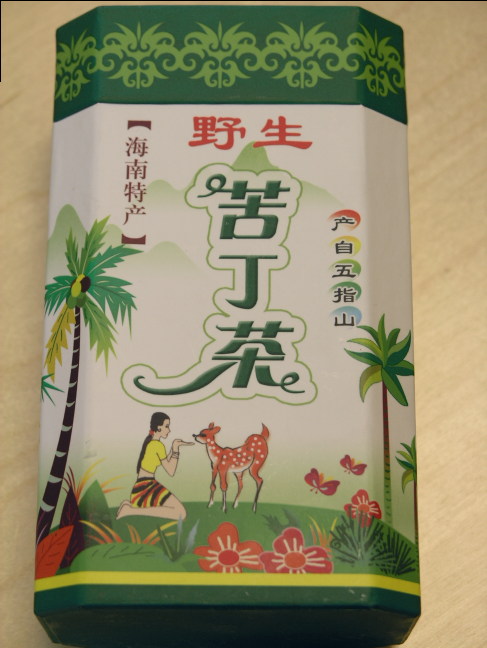 野生
苦丁茶
【海南特产】
产自五指山